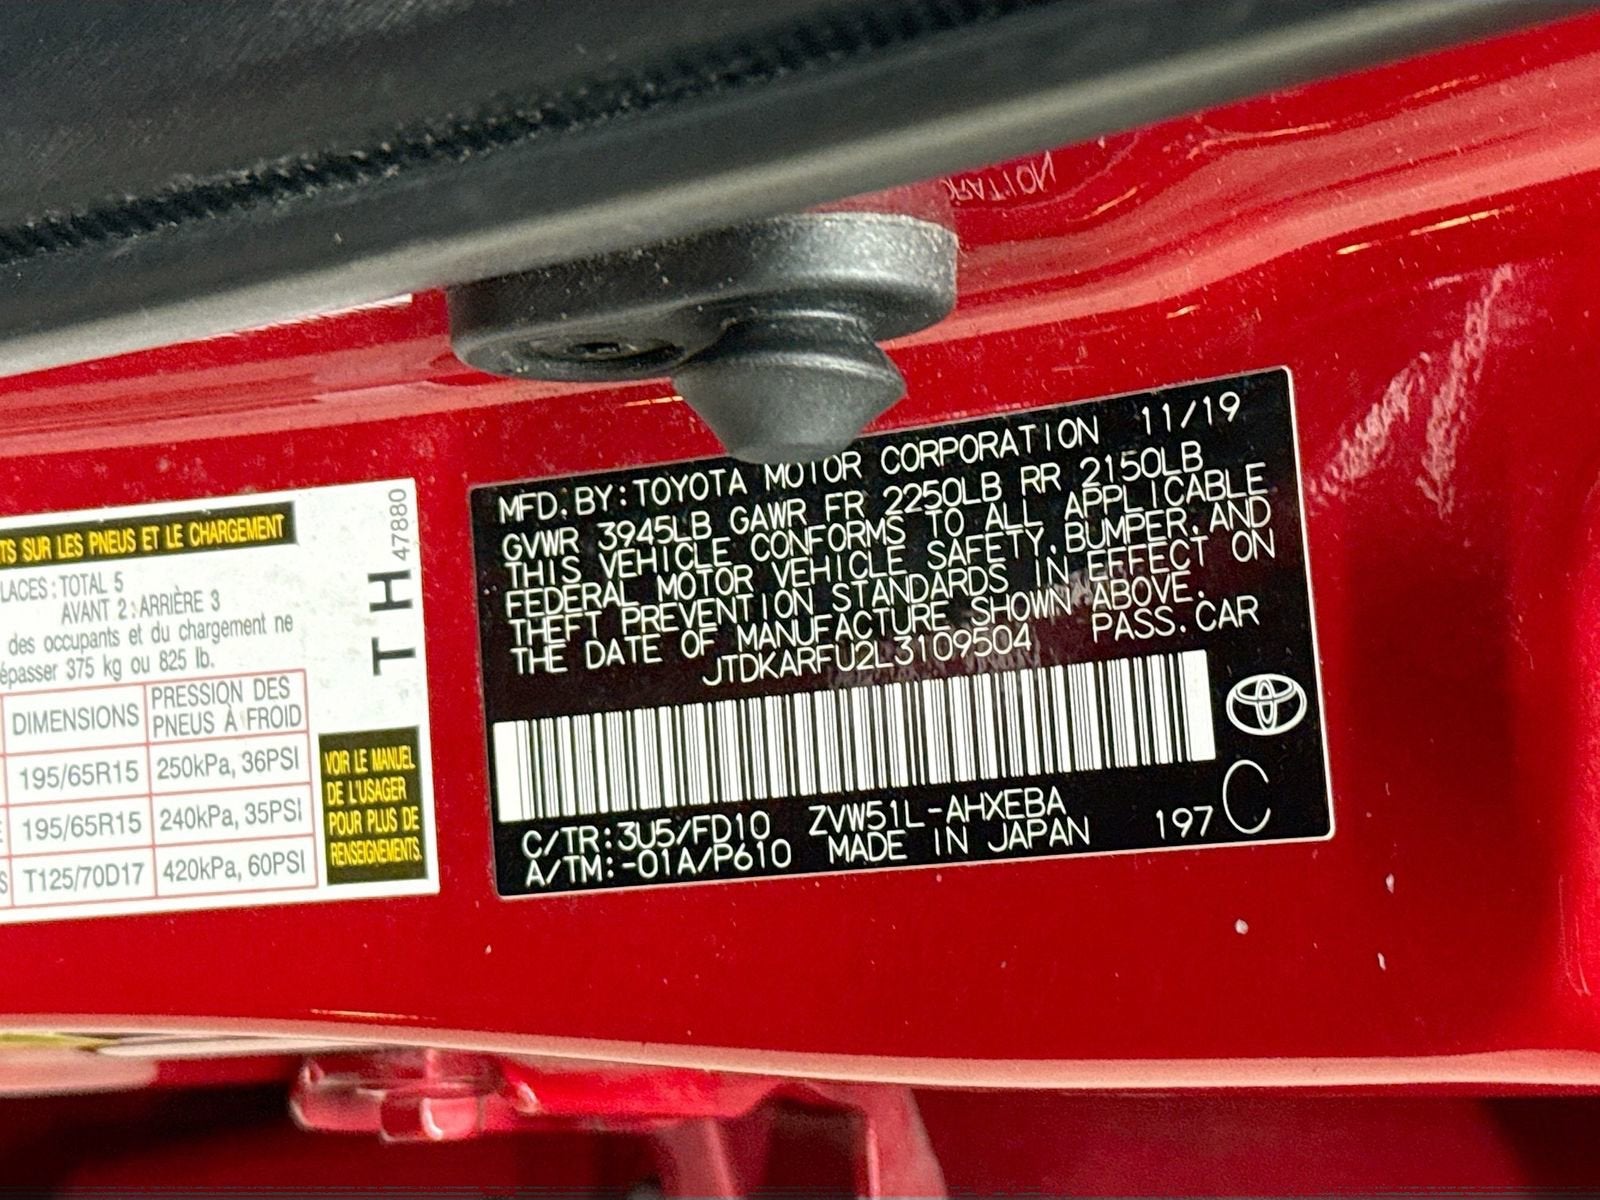 TS SUR LES PNEUS ET LE CHARGEMENT
LACES : TOTAL 5
AVANT 2 : ARRIÈRE 3
des occupants et du chargement ne
épasser 375 kg ou 825 lb.
DIMENSIONS
PRESSION DES PNEUS À FROID
195/65R15 250kPa, 36PSI
195/65R15 240kPa, 35PSI
T125/70D17 420kPa, 60PSI
TH 47880
VOIR LE MANUEL
DE L'USAGER
POUR PLUS DE
RENSEIGNEMENTS.
MFD. BY: TOYOTA MOTOR CORPORATION 11/19
GVWR 3945LB GAWR FR 2250LB RR 2150LB
THIS VEHICLE CONFORMS TO ALL APPLICABLE
FEDERAL MOTOR VEHICLE SAFETY, BUMPER, AND
THEFT PREVENTION STANDARDS IN EFFECT ON
THE DATE OF MANUFACTURE SHOWN ABOVE.
JTDKARFU2L3109504 PASS. CAR
C/TR: 3U5/FD10 ZVW51L-AHXEBA
A/TM: -01A/P610 MADE IN JAPAN 197 C